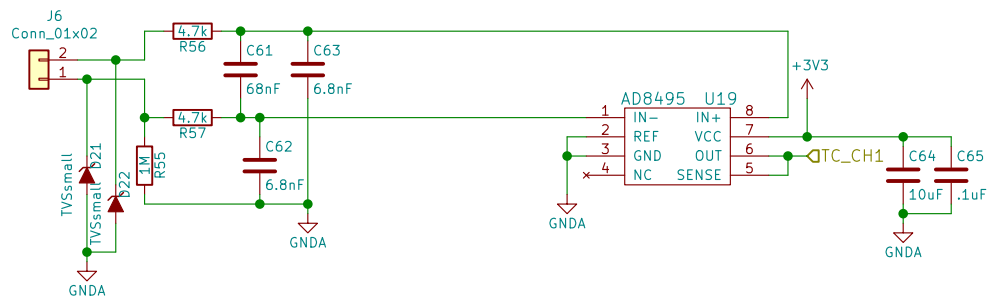 J6
Conn_01x02
2
1
4.7k
R56
C61
68nF
C63
6.8nF
4.7k
R57
C62
6.8nF
1M
R55
D21
TVSsmall
D22
TVSsmall
GNDA
GNDA
AD8495
U19
1
IN-
IN+
8
2
REF
VCC
7
3
GND
OUT
6
4
NC
SENSE
5
GNDA
+3V3
TC_CH1
C64
10uF
C65
.1uF
GNDA